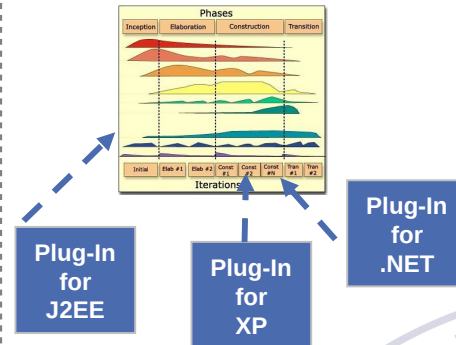 Phases
Inception Elaboration Construction Transition
Initial Elab #1 Elab #2 Const #1 Const #2 Const #N Tran #1 Tran #2
Iterations
Plug-In
for
J2EE
Plug-In
for
XP
Plug-In
for
.NET